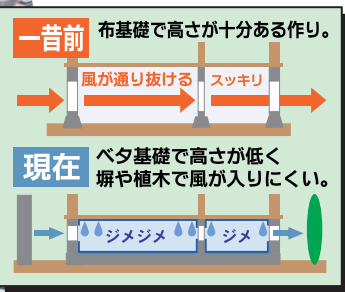 一昔前
布基礎で高さが十分ある作り。
風が通り抜ける
スッキリ
現在
ベタ基礎で高さが低く
塀や植木で風が入りにくい。
ジメジメ
ジメ